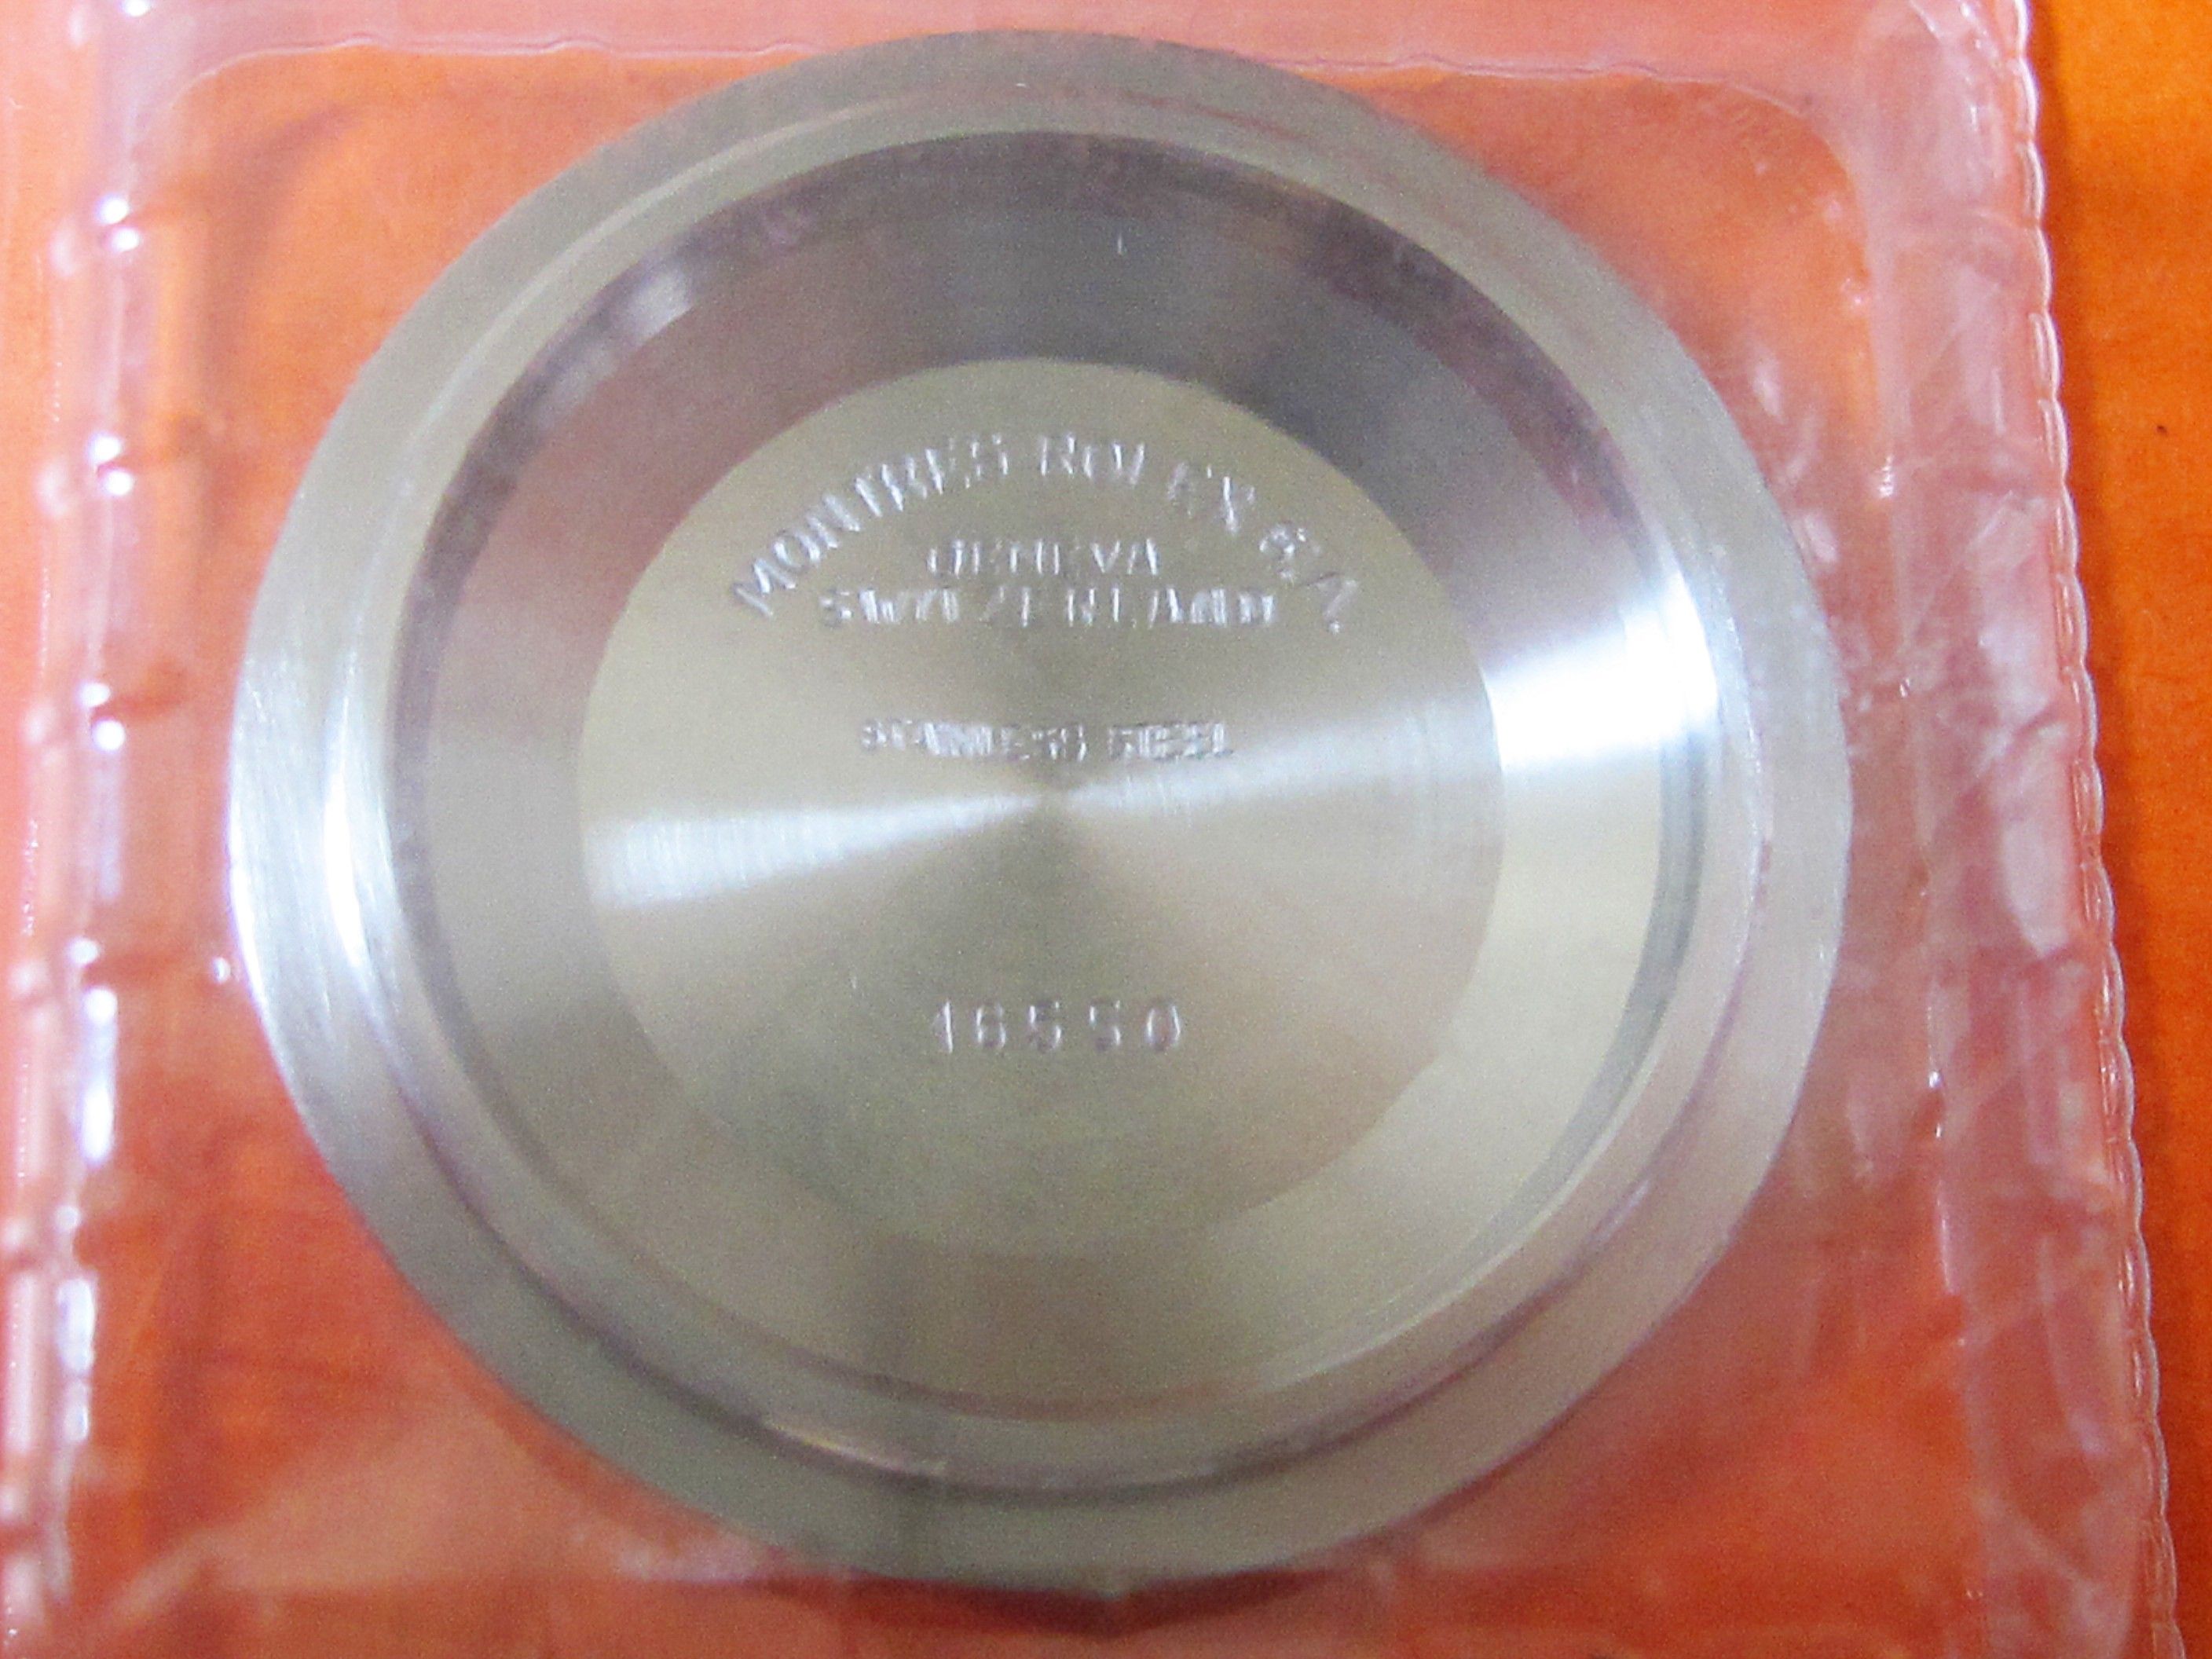 MONTRES ROLEX S.A.
GENEVA
SWITZERLAND
STAINLESS STEEL
16550